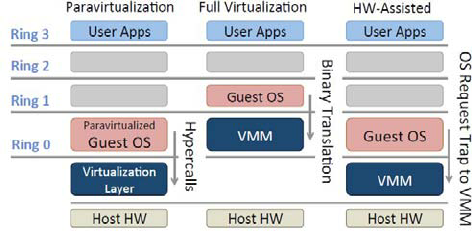 Paravirtualization Full Virtualization HW-Assisted
Ring 3 User Apps User Apps User Apps
Ring 2
Ring 1 Guest OS
Ring 0 Paravirtualized
Guest OS VMM Guest OS
Virtualization
Layer VMM
Host HW Host HW Host HW
Hypercalls
Binary Translation
OS Request Trap to VMM